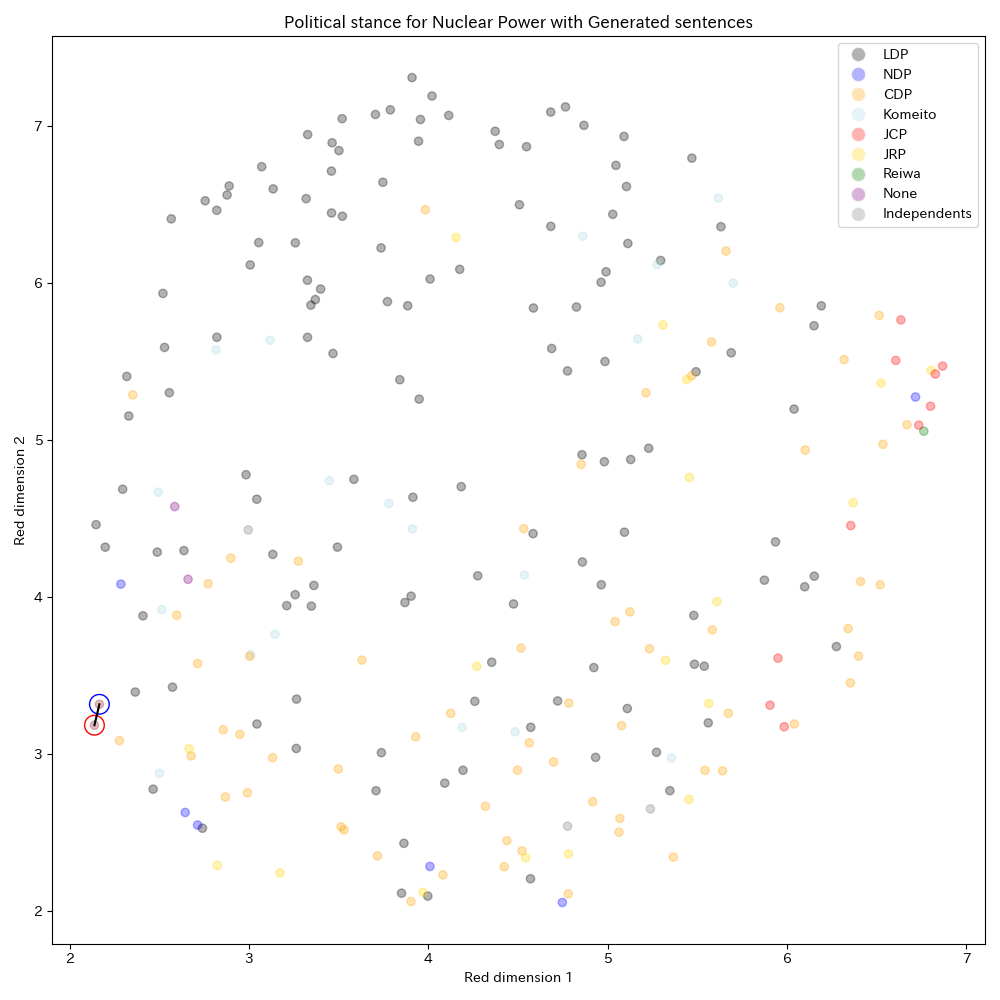 Political stance for Nuclear Power with Generated sentences
LDP
NDP
CDP
Komeito
JCP
JRP
Reiwa
None
Independents
Red dimension 2
7
6
5
4
3
2
2
3
4
5
6
7
Red dimension 1